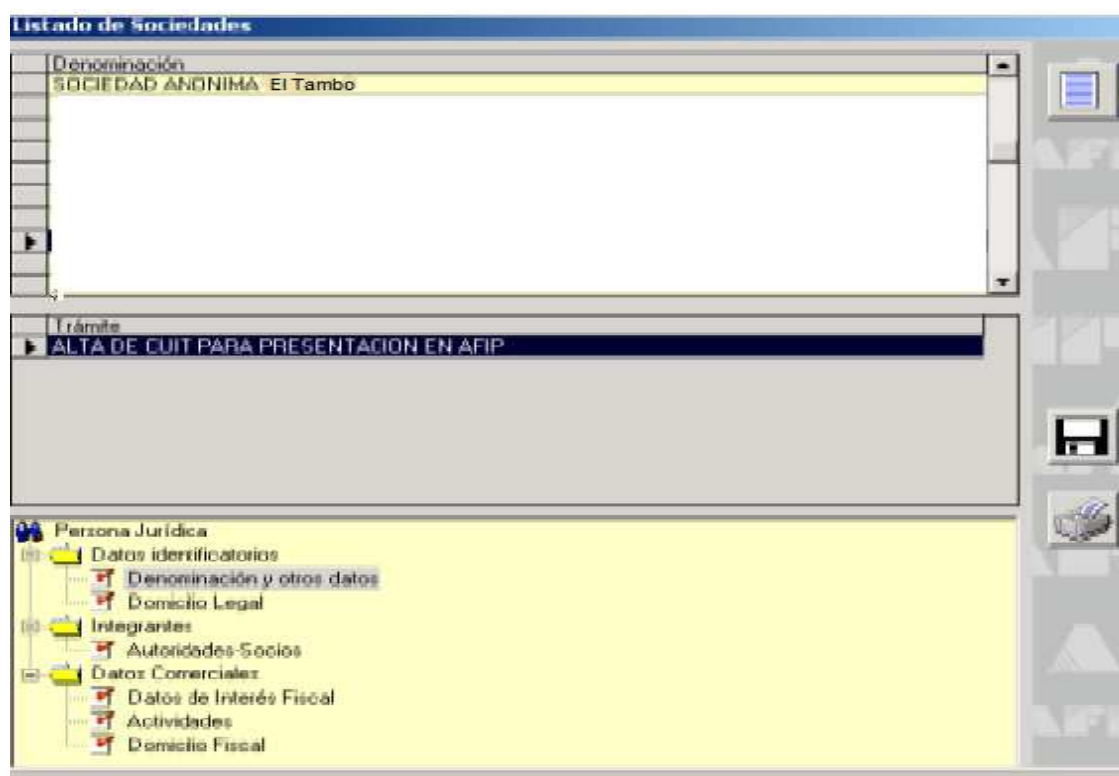 Listado de Sociedades
Denominación
SOCIEDAD ANONIMA El Tambo
Trámite
ALTA DE CUIT PARA PRESENTACION EN AFIP
Persona Jurídica
Datos identificatorios
Denominación y otros datos
Domicilio Legal
Integrantes
Autoridades-Socios
Datos Comerciales
Datos de Interés Fiscal
Actividades
Domicilio Fiscal